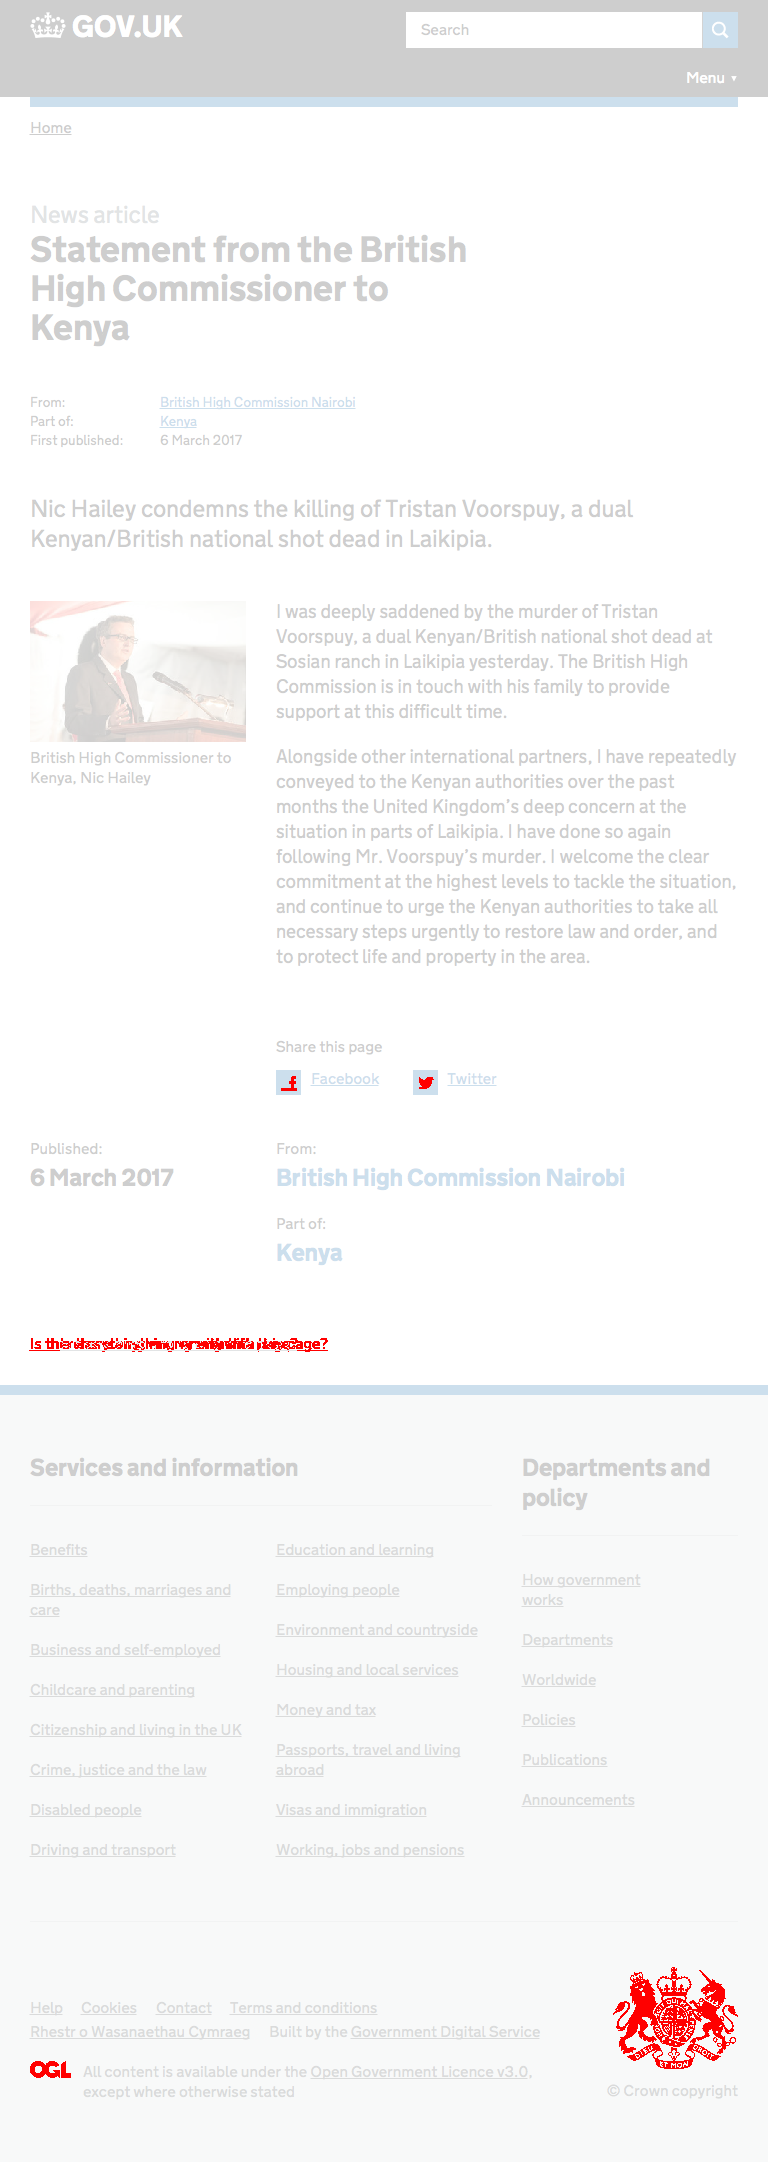 GOV.UK
Search
Menu ▼
Home
News article
Statement from the British
High Commissioner to
Kenya
From: British High Commission Nairobi
Part of: Kenya
First published: 6 March 2017
Nic Hailey condemns the killing of Tristan Voorspuy, a dual
Kenyan/British national shot dead in Laikipia.
British High Commissioner to
Kenya, Nic Hailey
I was deeply saddened by the murder of Tristan
Voorspuy, a dual Kenyan/British national shot dead at
Sosian ranch in Laikipia yesterday. The British High
Commission is in touch with his family to provide
support at this difficult time.
Alongside other international partners, I have repeatedly
conveyed to the Kenyan authorities over the past
months the United Kingdom's deep concern at the
situation in parts of Laikipia. I have done so again
following Mr. Voorspuy's murder. I welcome the clear
commitment at the highest levels to tackle the situation,
and continue to urge the Kenyan authorities to take all
necessary steps urgently to restore law and order, and
to protect life and property in the area.
Share this page
Facebook Twitter
Published:
6 March 2017
From:
British High Commission Nairobi
Part of:
Kenya
Services and information
Benefits
Births, deaths, marriages and
care
Business and self-employed
Childcare and parenting
Citizenship and living in the UK
Crime, justice and the law
Disabled people
Driving and transport
Education and learning
Employing people
Environment and countryside
Housing and local services
Money and tax
Passports, travel and living
abroad
Visas and immigration
Working, jobs and pensions
Departments and
policy
How government
works
Departments
Worldwide
Policies
Publications
Announcements
Help Cookies Contact Terms and conditions
Rhestr o Wasanaethau Cymraeg Built by the Government Digital Service
OGL All content is available under the Open Government Licence v3.0,
except where otherwise stated
© Crown copyright